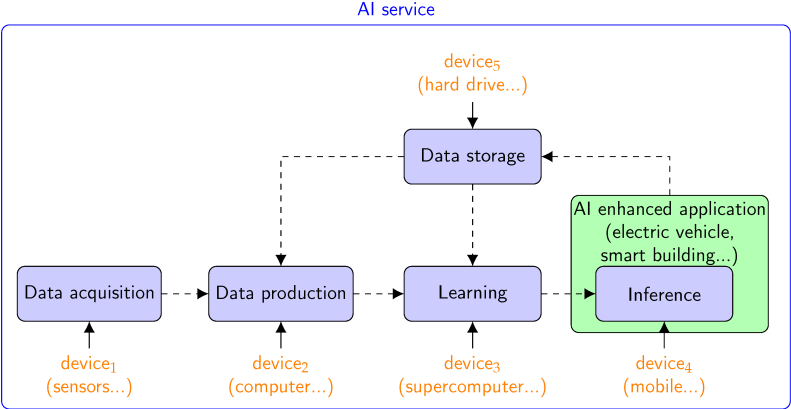 AI service
device5
(hard drive...)
Data storage
AI enhanced application
(electric vehicle,
smart building...)
Data acquisition
Data production
Learning
Inference
device1
(sensors...)
device2
(computer...)
device3
(supercomputer...)
device4
(mobile...)